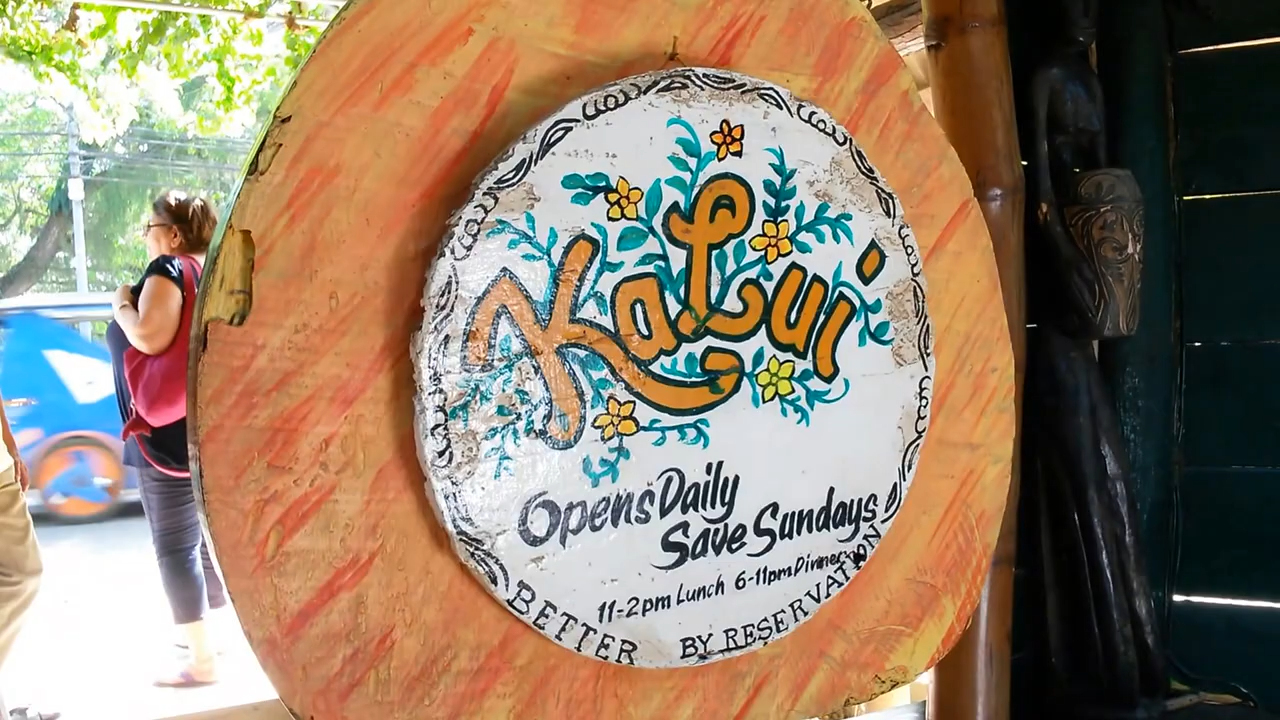 KaLui
Opens Daily
Save Sundays
11-2pm Lunch 6-11pm Dinner
BETTER BY RESERVATION